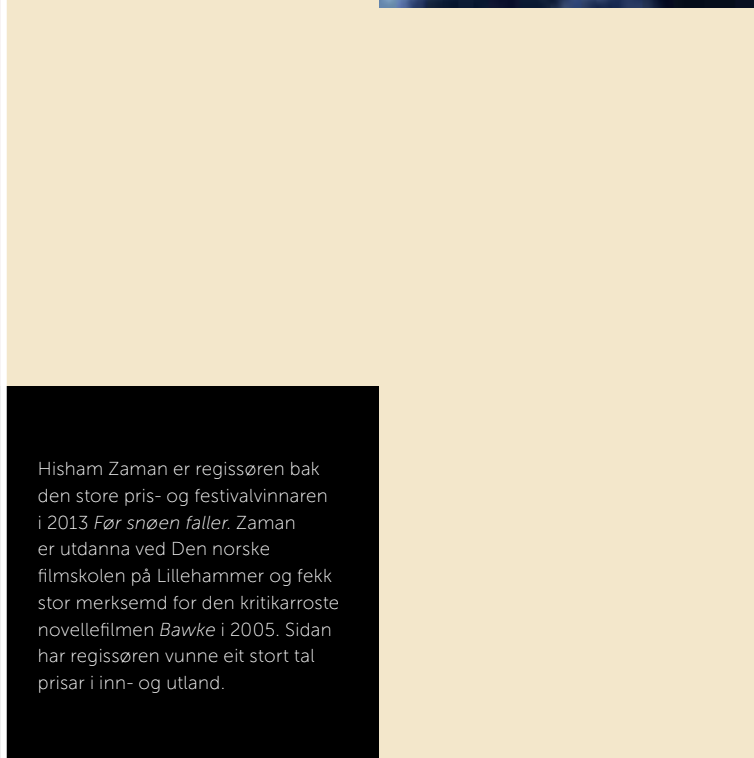 Hisham Zaman er regissøren bak
den store pris- og festivalvinnaren
i 2013 Før snøen faller. Zaman
er utdanna ved Den norske
filmskolen på Lillehammer og fekk
stor merksemd for den kritikarroste
novellefilmen Bawke i 2005. Sidan
har regissøren vunne eit stort tal
prisar i inn- og utland.